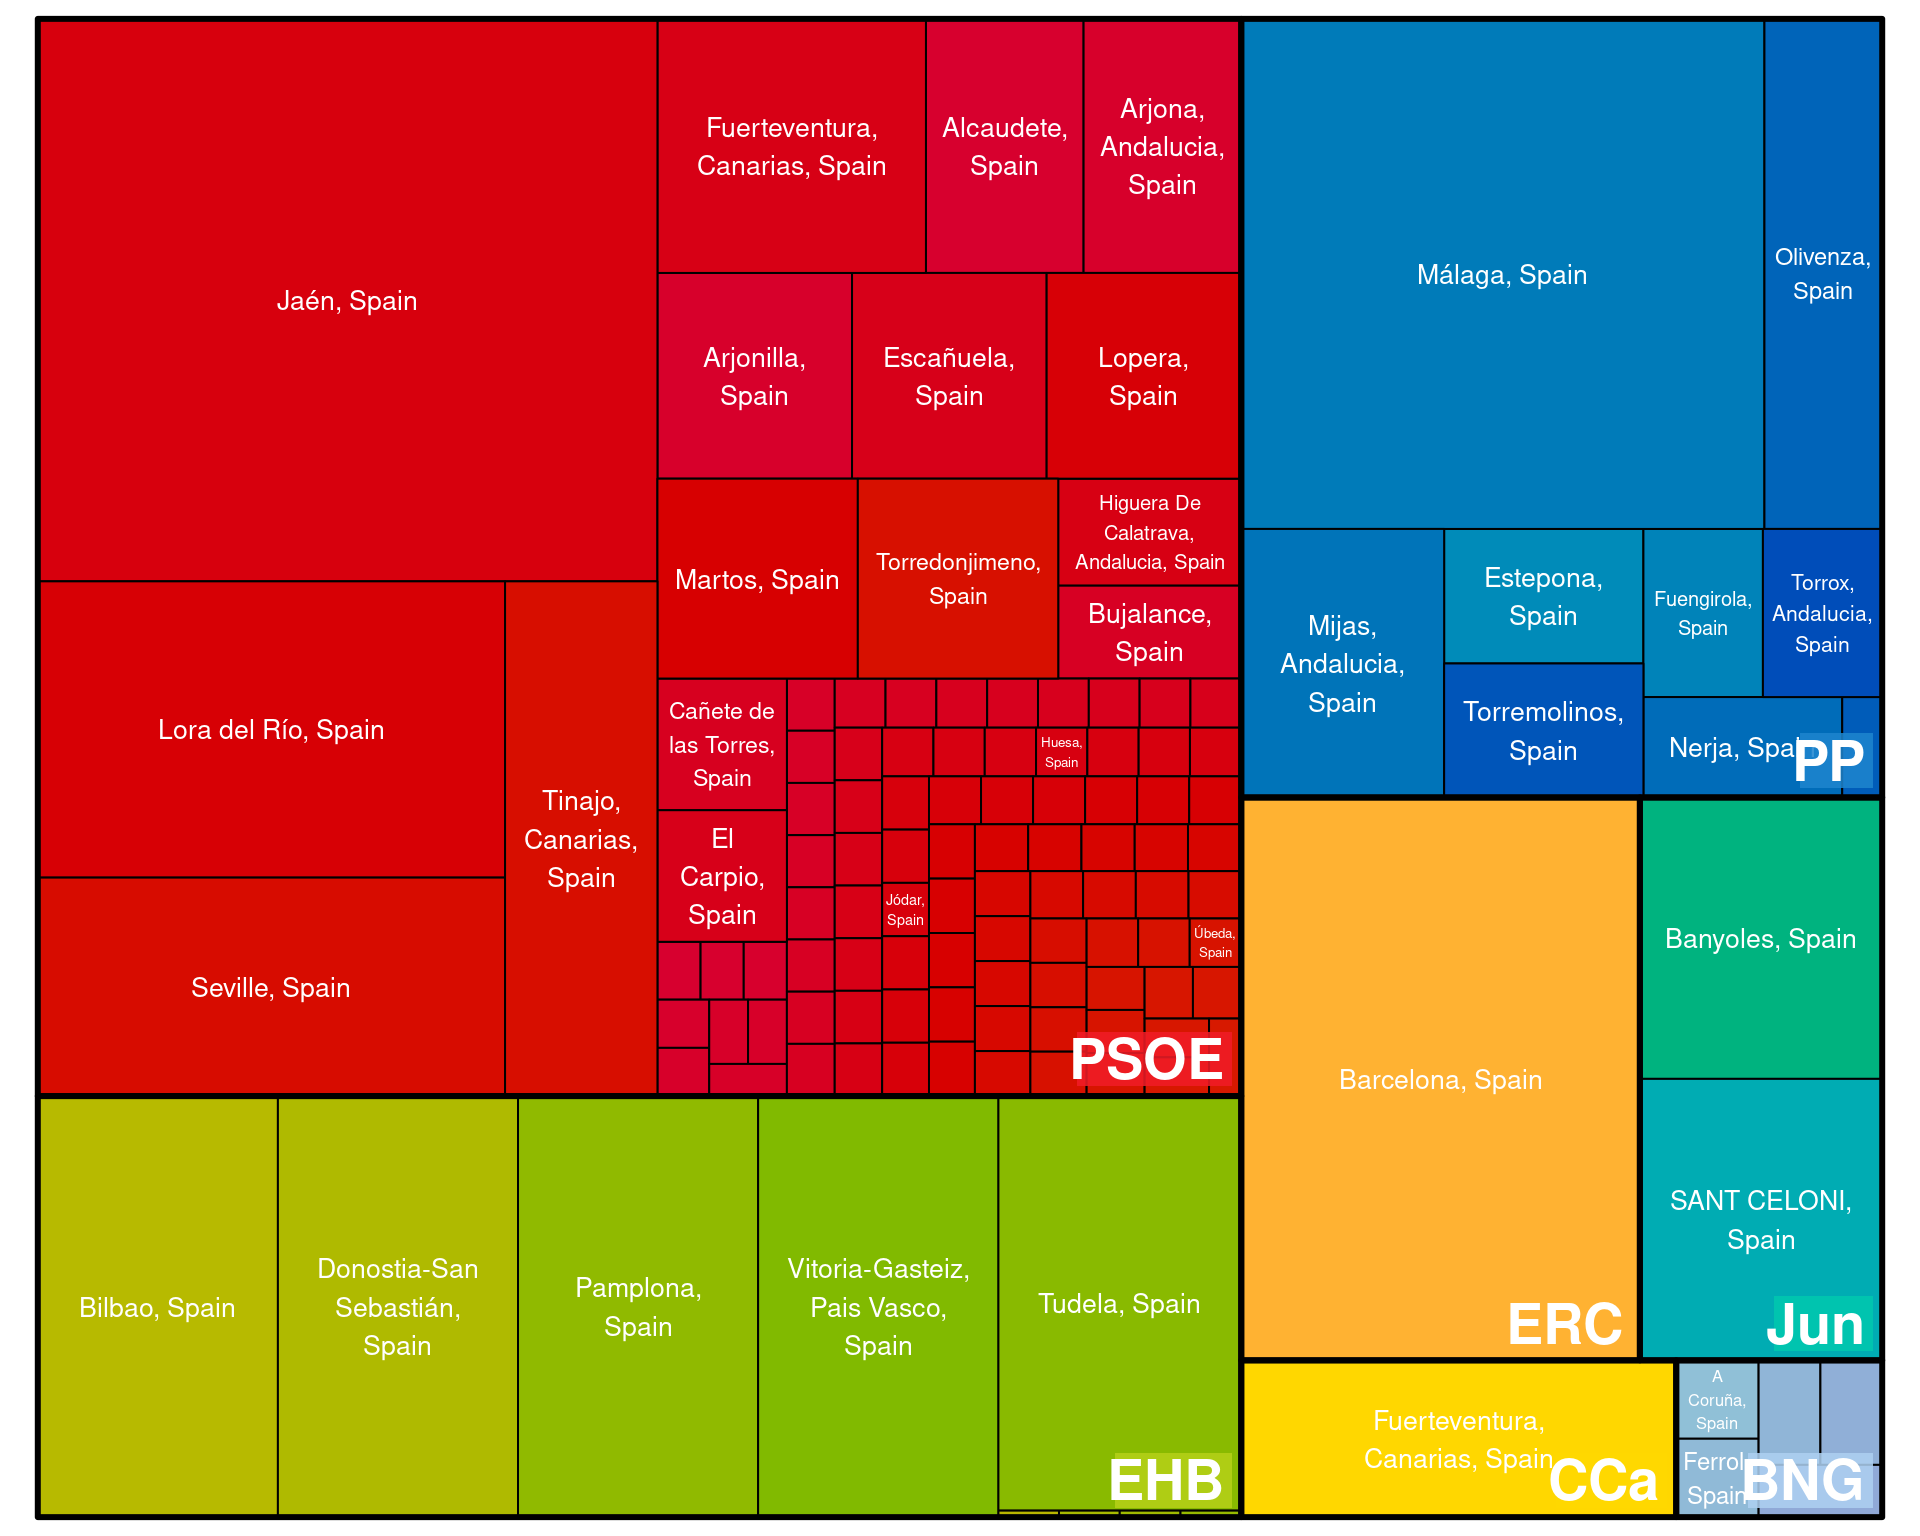 Jaén, Spain
Fuerteventura,
Canarias, Spain
Alcaudete,
Spain
Arjona,
Andalucia,
Spain
Arjonilla,
Spain
Escañuela,
Spain
Lopera,
Spain
Martos, Spain
Torredonjimeno,
Spain
Higuera De
Calatrava,
Andalucia, Spain
Bujalance,
Spain
Lora del Río, Spain
Seville, Spain
Tinajo,
Canarias,
Spain
Cañete de
las Torres,
Spain
El
Carpio,
Spain
Huesa,
Spain
Jódar,
Spain
Úbeda,
Spain
PSOE
Málaga, Spain
Olivenza,
Spain
Mijas,
Andalucia,
Spain
Estepona,
Spain
Torremolinos,
Spain
Fuengirola,
Spain
Torrox,
Andalucia,
Spain
Nerja, Spain
PP
Bilbao, Spain
Donostia-San
Sebastián,
Spain
Pamplona,
Spain
Vitoria-Gasteiz,
Pais Vasco,
Spain
Tudela, Spain
EHB
Barcelona, Spain
ERC
Banyoles, Spain
SANT CELONI,
Spain
Jun
Fuerteventura,
Canarias, Spain
CCa
A
Coruña,
Spain
Ferrol,
Spain
BNG